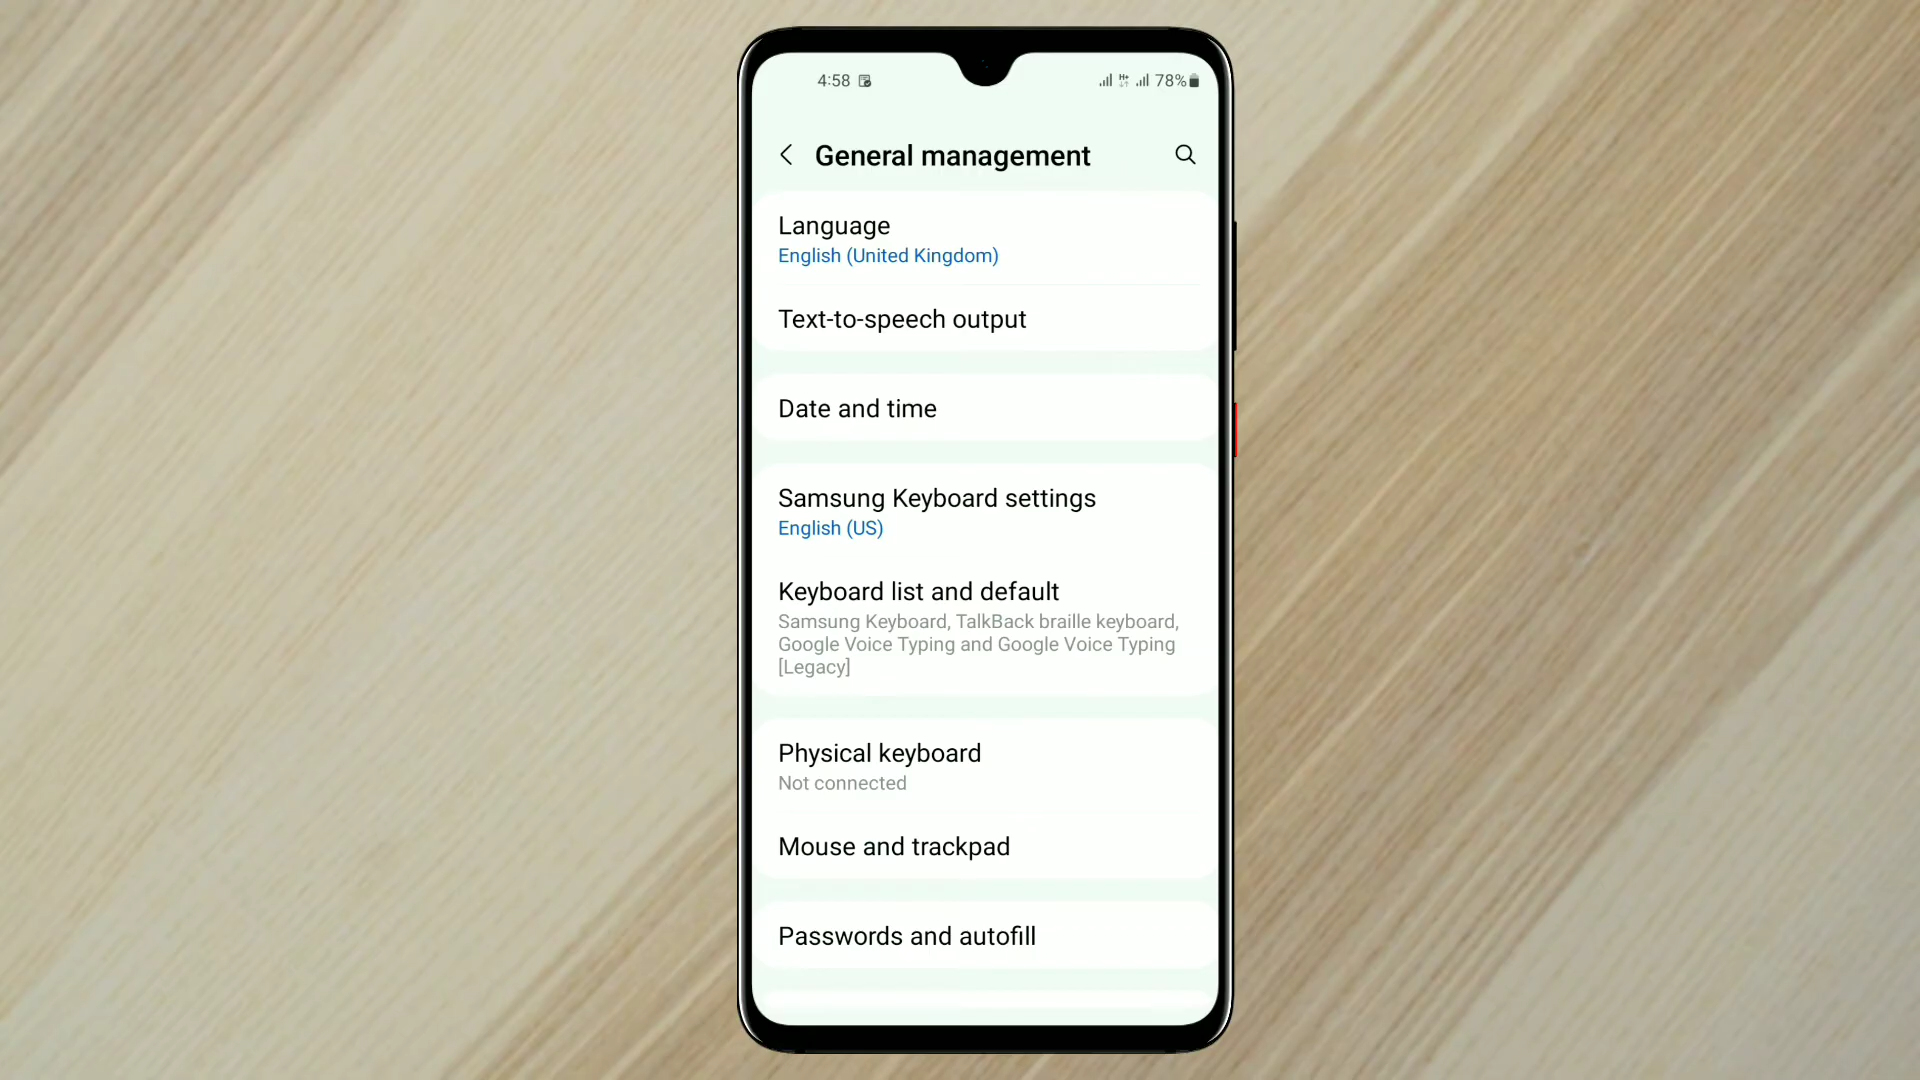 4:58
H+ 78%
General management
Language
English (United Kingdom)
Text-to-speech output
Date and time
Samsung Keyboard settings
English (US)
Keyboard list and default
Samsung Keyboard, TalkBack braille keyboard,
Google Voice Typing and Google Voice Typing
[Legacy]
Physical keyboard
Not connected
Mouse and trackpad
Passwords and autofill